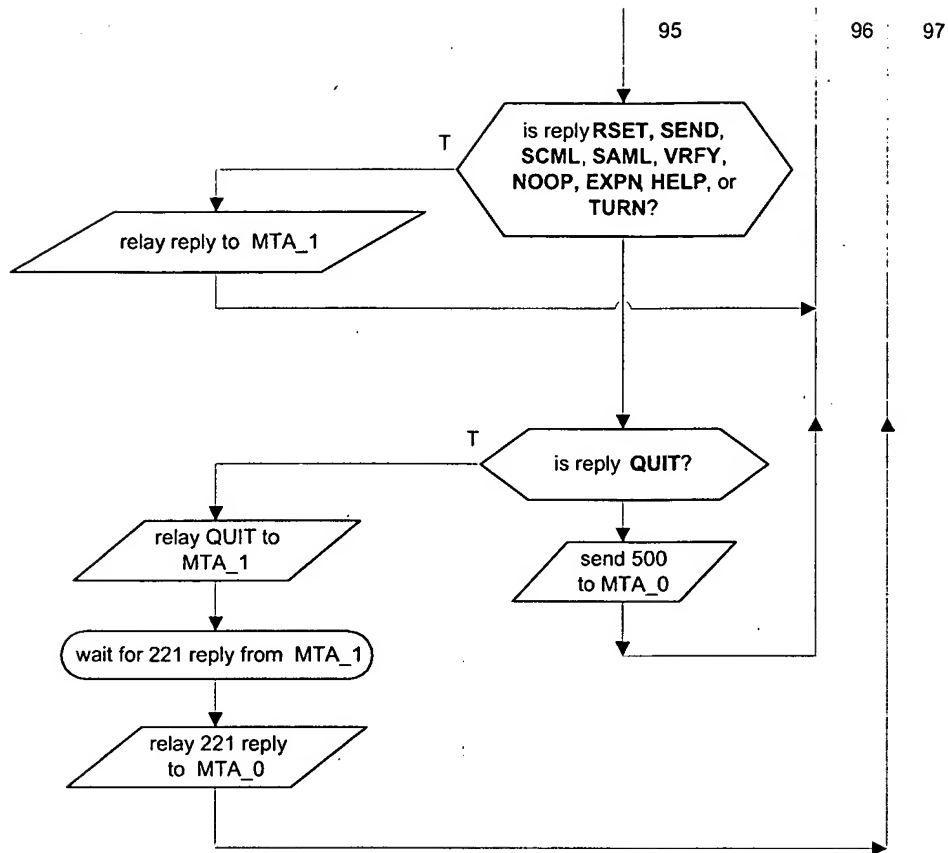 95
96
97
T
is reply RSET, SEND,
SCML, SAML, VRFY,
NOOP, EXPN, HELP, or
TURN?
relay reply to MTA_1
T
is reply QUIT?
relay QUIT to
MTA_1
send 500
to MTA_0
wait for 221 reply from MTA_1
relay 221 reply
to MTA_0